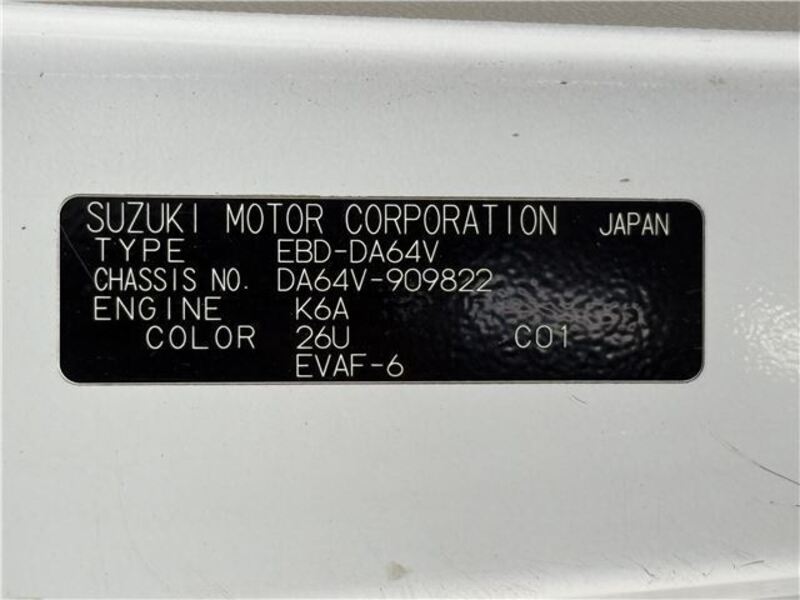 SUZUKI MOTOR CORPORATION JAPAN
TYPE EBD-DA64V
CHASSIS NO. DA64V-909822
ENGINE K6A
COLOR 26U C01
EVAF-6